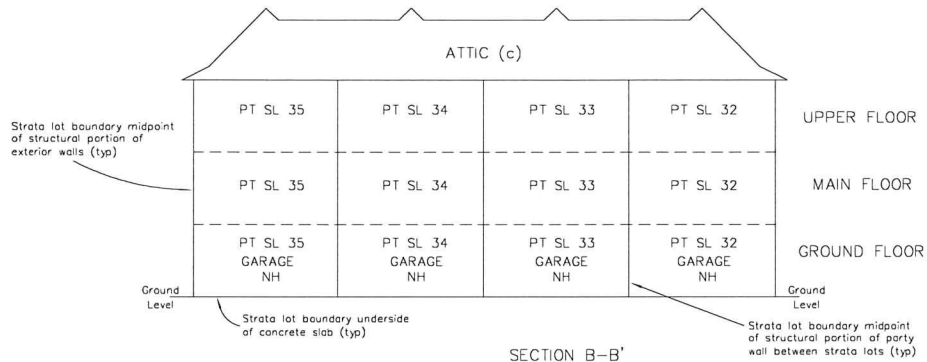 ATTIC (c)
PT SL 35 PT SL 34 PT SL 33 PT SL 32 UPPER FLOOR
Strata lot boundary midpoint
of structural portion of
exterior walls (typ)
PT SL 35 PT SL 34 PT SL 33 PT SL 32 MAIN FLOOR
PT SL 35 PT SL 34 PT SL 33 PT SL 32 GROUND FLOOR
GARAGE GARAGE GARAGE GARAGE
NH NH NH NH
Ground Level
Ground Level
Strata lot boundary underside
of concrete slab (typ)
Strata lot boundary midpoint
of structural portion of party
wall between strata lots (typ)
SECTION B-B'